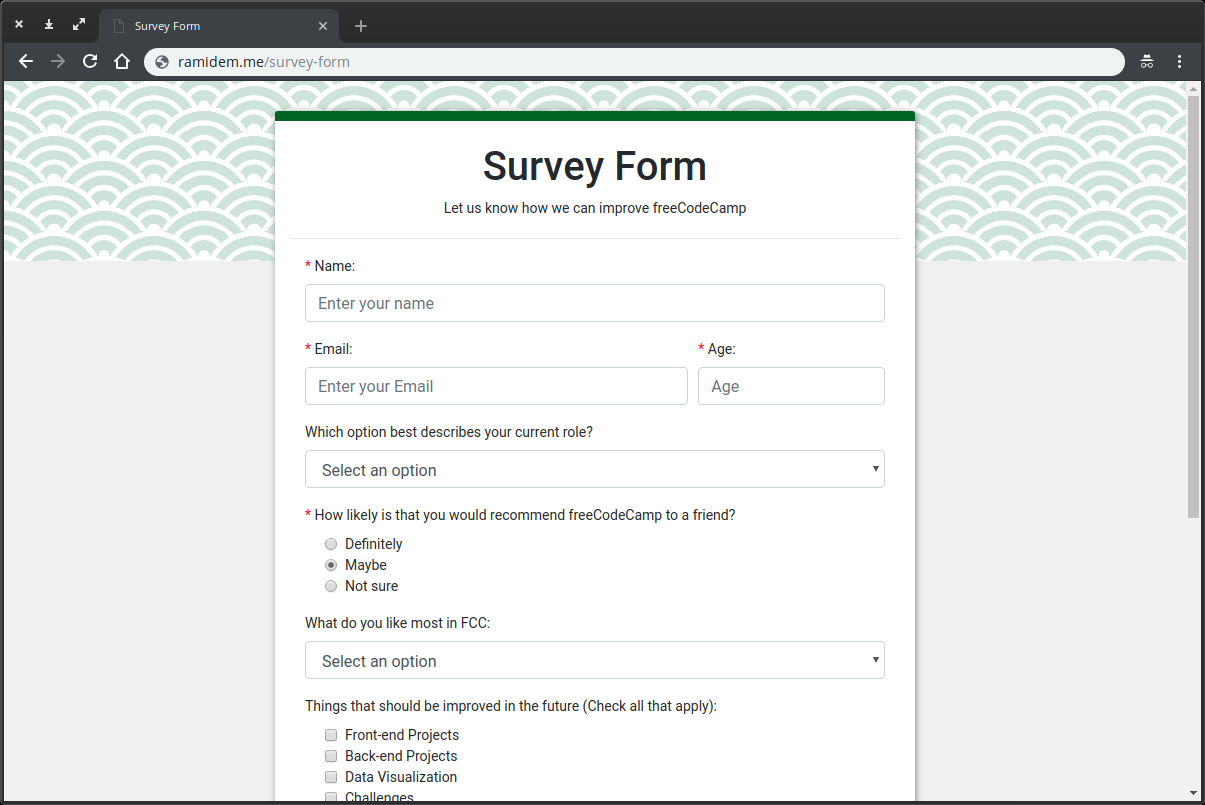 Survey Form
ramidem.me/survey-form
Survey Form
Let us know how we can improve freeCodeCamp
* Name:
Enter your name
* Email: * Age:
Enter your Email Age
Which option best describes your current role?
Select an option
* How likely is that you would recommend freeCodeCamp to a friend?
Definitely
Maybe
Not sure
What do you like most in FCC:
Select an option
Things that should be improved in the future (Check all that apply):
Front-end Projects
Back-end Projects
Data Visualization
Challenges